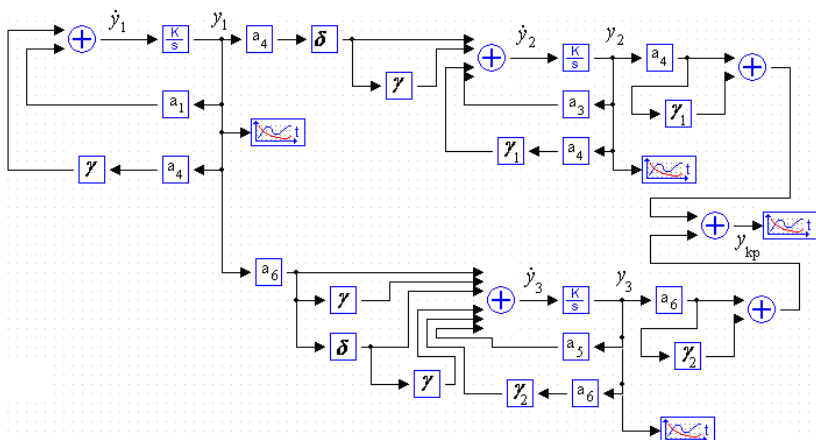 ẏ₁ K/s y₁ a₄ δ ẏ₂ K/s y₂ a₄
γ γ₁
a₁ a₃
t
γ a₄ γ₁ a₄
t
t
y_kp
a₆ ẏ₃ K/s y₃ a₆
γ
δ a₅ γ₂
γ γ₂ a₆
t